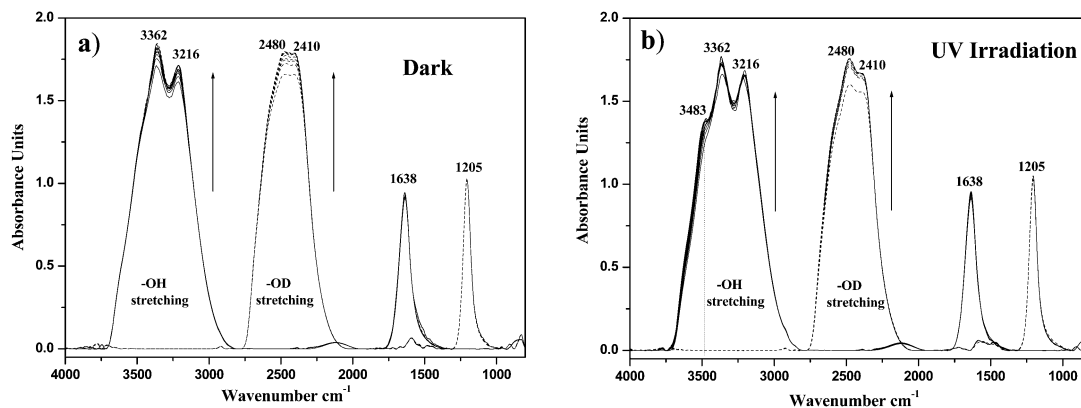 a)
Dark
3362
3216
2480 2410
1638
1205
-OH
stretching
-OD
stretching
Absorbance Units
2.0
1.5
1.0
0.5
0.0
4000 3500 3000 2500 2000 1500 1000
Wavenumber cm-1
b)
UV Irradiation
3362
3216
3483
2480
2410
1638
1205
-OH
stretching
-OD
stretching
Absorbance Units
2.0
1.5
1.0
0.5
0.0
4000 3500 3000 2500 2000 1500 1000
Wavenumber cm-1